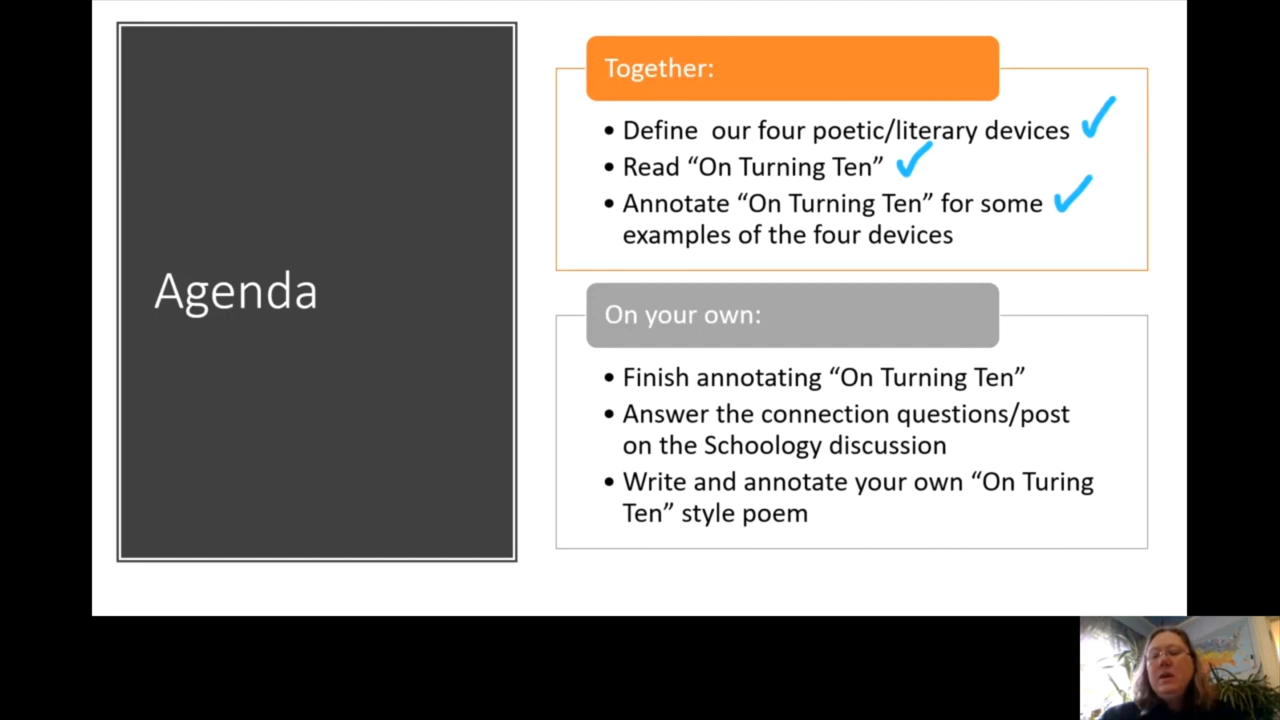 Agenda
Together:
• Define our four poetic/literary devices
• Read “On Turning Ten”
• Annotate “On Turning Ten” for some
examples of the four devices
On your own:
• Finish annotating “On Turning Ten”
• Answer the connection questions/post
on the Schoology discussion
• Write and annotate your own “On Turing
Ten” style poem